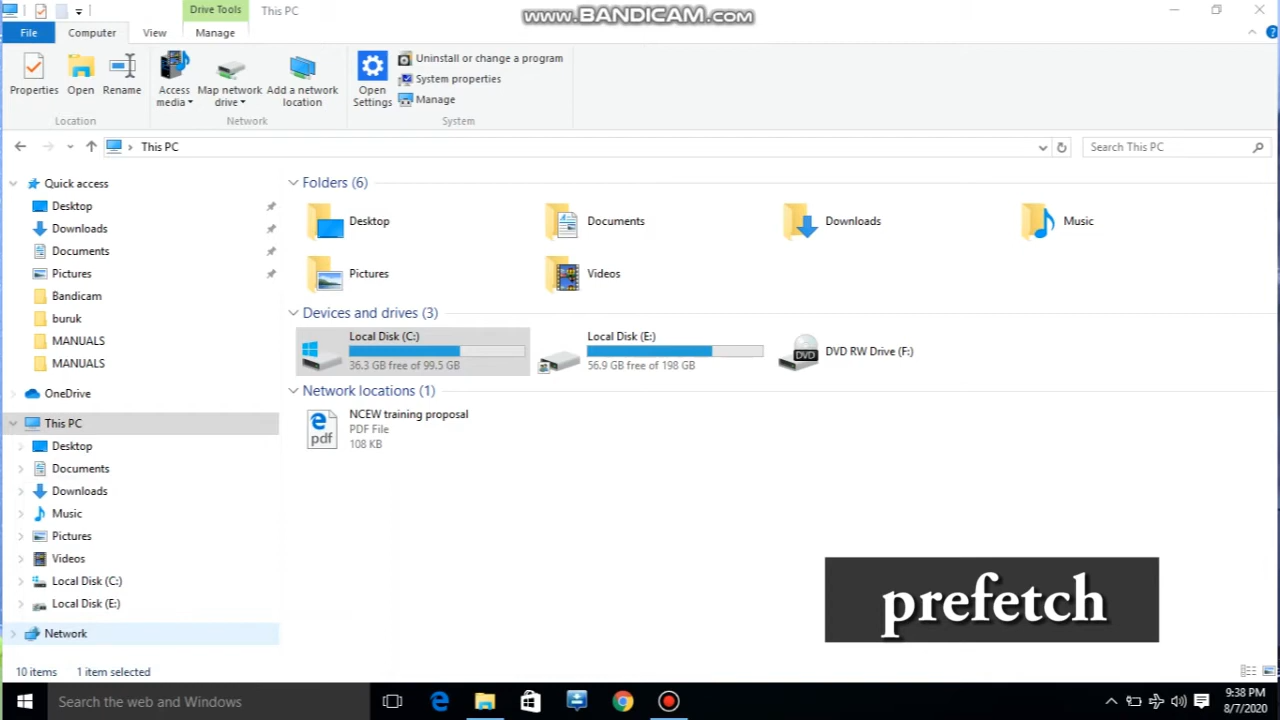 Drive Tools
This PC
www.BANDICAM.com
File
Computer
View
Manage
Properties
Open
Rename
Access media
Map network drive
Add a network location
Open Settings
Uninstall or change a program
System properties
Manage
Location
Network
System
This PC
Search This PC
Quick access
Desktop
Downloads
Documents
Pictures
Bandicam
buruk
MANUALS
MANUALS
OneDrive
This PC
Desktop
Documents
Downloads
Music
Pictures
Videos
Local Disk (C:)
Local Disk (E:)
Network
Folders (6)
Desktop
Documents
Downloads
Music
Pictures
Videos
Devices and drives (3)
Local Disk (C:)
36.3 GB free of 99.5 GB
Local Disk (E:)
56.9 GB free of 198 GB
DVD
DVD RW Drive (F:)
Network locations (1)
pdf
NCEW training proposal
PDF File
108 KB
prefetch
10 items
1 item selected
Search the web and Windows
9:38 PM
8/7/2020